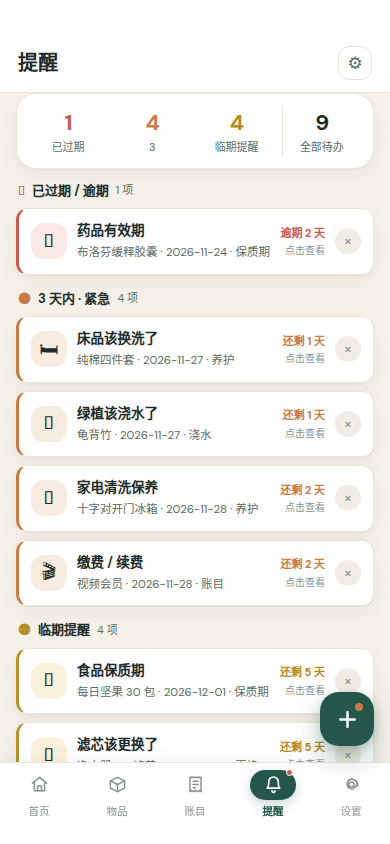 提醒
1
4
4
9
已过期
3
临期提醒
全部待办
已过期 / 逾期 1 项
药品有效期
逾期 2 天
布洛芬缓释胶囊 · 2026-11-24 · 保质期
点击查看
×
3 天内 · 紧急 4 项
床品该换洗了
还剩 1 天
纯棉四件套 · 2026-11-27 · 养护
点击查看
×
绿植该浇水了
还剩 1 天
龟背竹 · 2026-11-27 · 浇水
点击查看
×
家电清洗保养
还剩 2 天
十字对开门冰箱 · 2026-11-28 · 养护
点击查看
×
缴费 / 续费
还剩 2 天
视频会员 · 2026-11-28 · 账目
点击查看
×
临期提醒 4 项
食品保质期
还剩 5 天
每日坚果 30 包 · 2026-12-01 · 保质期
点击查看
×
滤芯该更换了
还剩 5 天
×
+
首页
物品
账目
提醒
设置